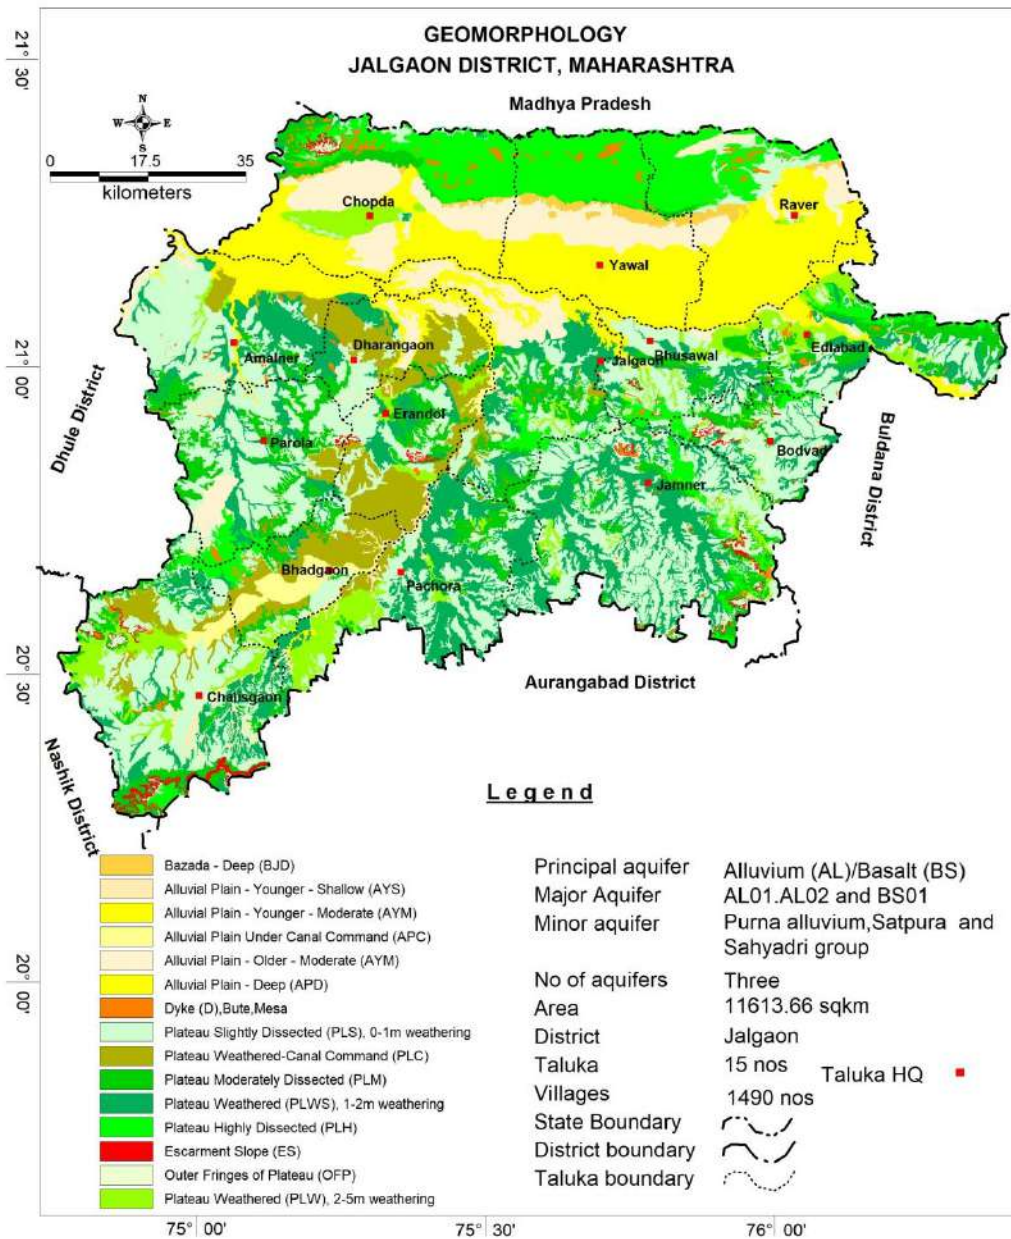 GEOMORPHOLOGY
JALGAON DISTRICT, MAHARASHTRA
21° 30'
Madhya Pradesh
N
W E
S
0 17.5 35
kilometers
Chopda
Raver
Yawal
21° 00'
Dhule District
Amalner
Dharangaon
Jalgaon
Bhusawal
Edlabad
Erandol
Parola
Bodvad
Buldana District
Jamner
Bhadgaon
Pachora
20° 30'
Chalisgaon
Aurangabad District
Nashik District
Legend
Bazada - Deep (BJD)
Alluvial Plain - Younger - Shallow (AYS)
Alluvial Plain - Younger - Moderate (AYM)
Alluvial Plain Under Canal Command (APC)
Alluvial Plain - Older - Moderate (AYM)
Alluvial Plain - Deep (APD)
Dyke (D),Bute,Mesa
Plateau Slightly Dissected (PLS), 0-1m weathering
Plateau Weathered-Canal Command (PLC)
Plateau Moderately Dissected (PLM)
Plateau Weathered (PLWS), 1-2m weathering
Plateau Highly Dissected (PLH)
Escarment Slope (ES)
Outer Fringes of Plateau (OFP)
Plateau Weathered (PLW), 2-5m weathering
Principal aquifer Alluvium (AL)/Basalt (BS)
Major Aquifer AL01.AL02 and BS01
Minor aquifer Purna alluvium,Satpura and
Sahyadri group
No of aquifers Three
Area 11613.66 sqkm
District Jalgaon
Taluka 15 nos
Villages 1490 nos
State Boundary
District boundary
Taluka boundary
Taluka HQ
20° 00'
75° 00' 75° 30' 76° 00'